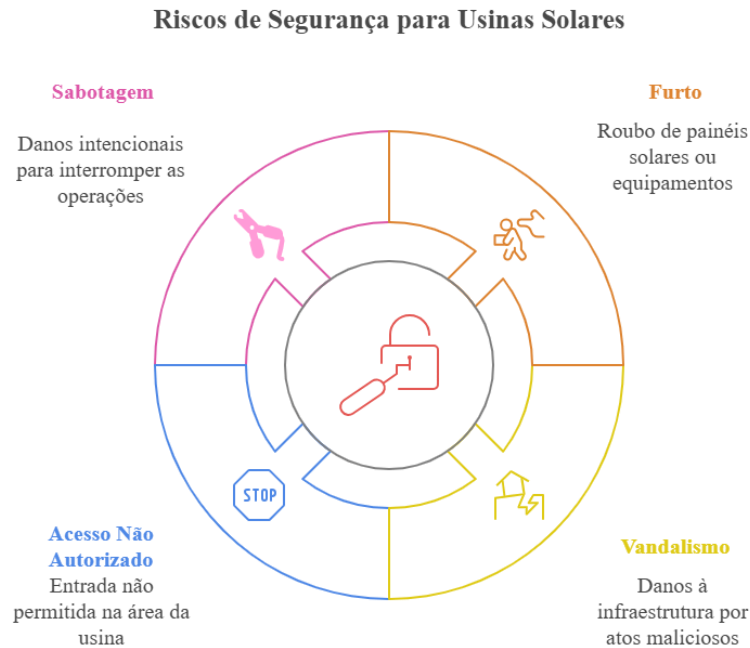 Riscos de Segurança para Usinas Solares
Sabotagem
Danos intencionais
para interromper as
operações
Furto
Roubo de painéis
solares ou
equipamentos
STOP
Acesso Não
Autorizado
Entrada não
permitida na área da
usina
Vandalismo
Danos à
infraestrutura por
atos maliciosos